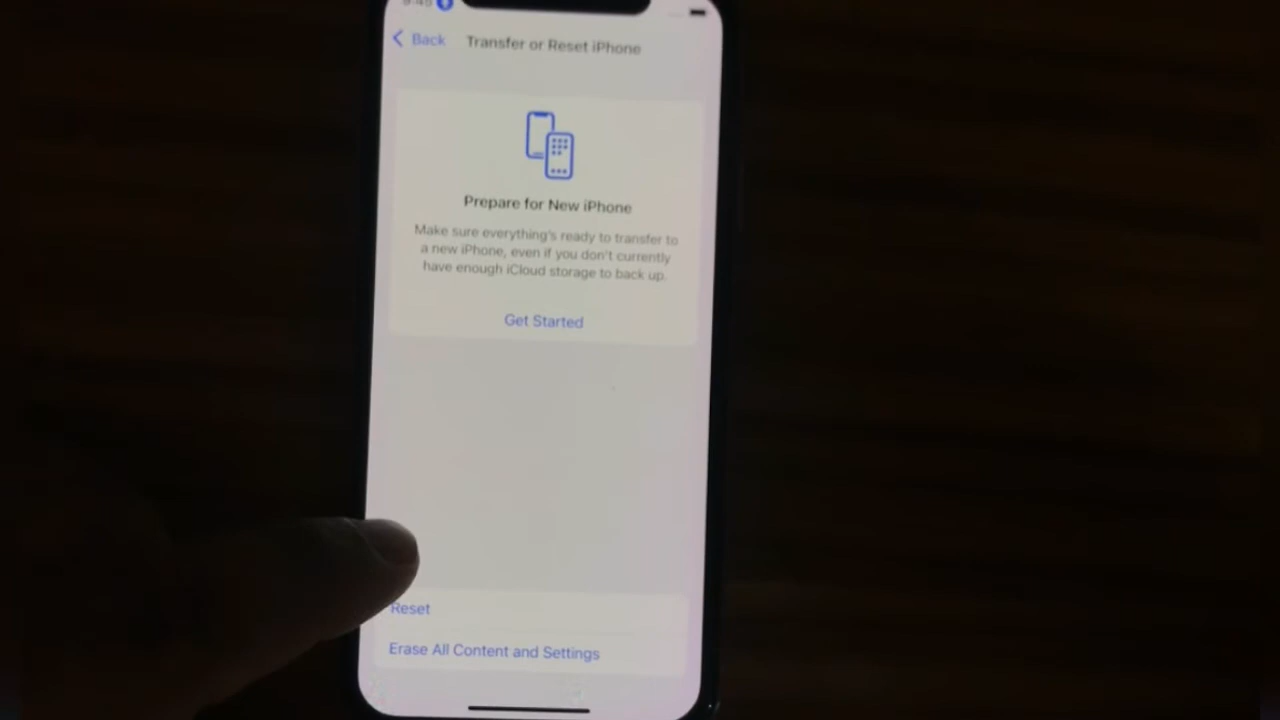 Back
Transfer or Reset iPhone
Prepare for New iPhone
Make sure everything's ready to transfer to
a new iPhone, even if you don't currently
have enough iCloud storage to back up.
Get Started
Reset
Erase All Content and Settings